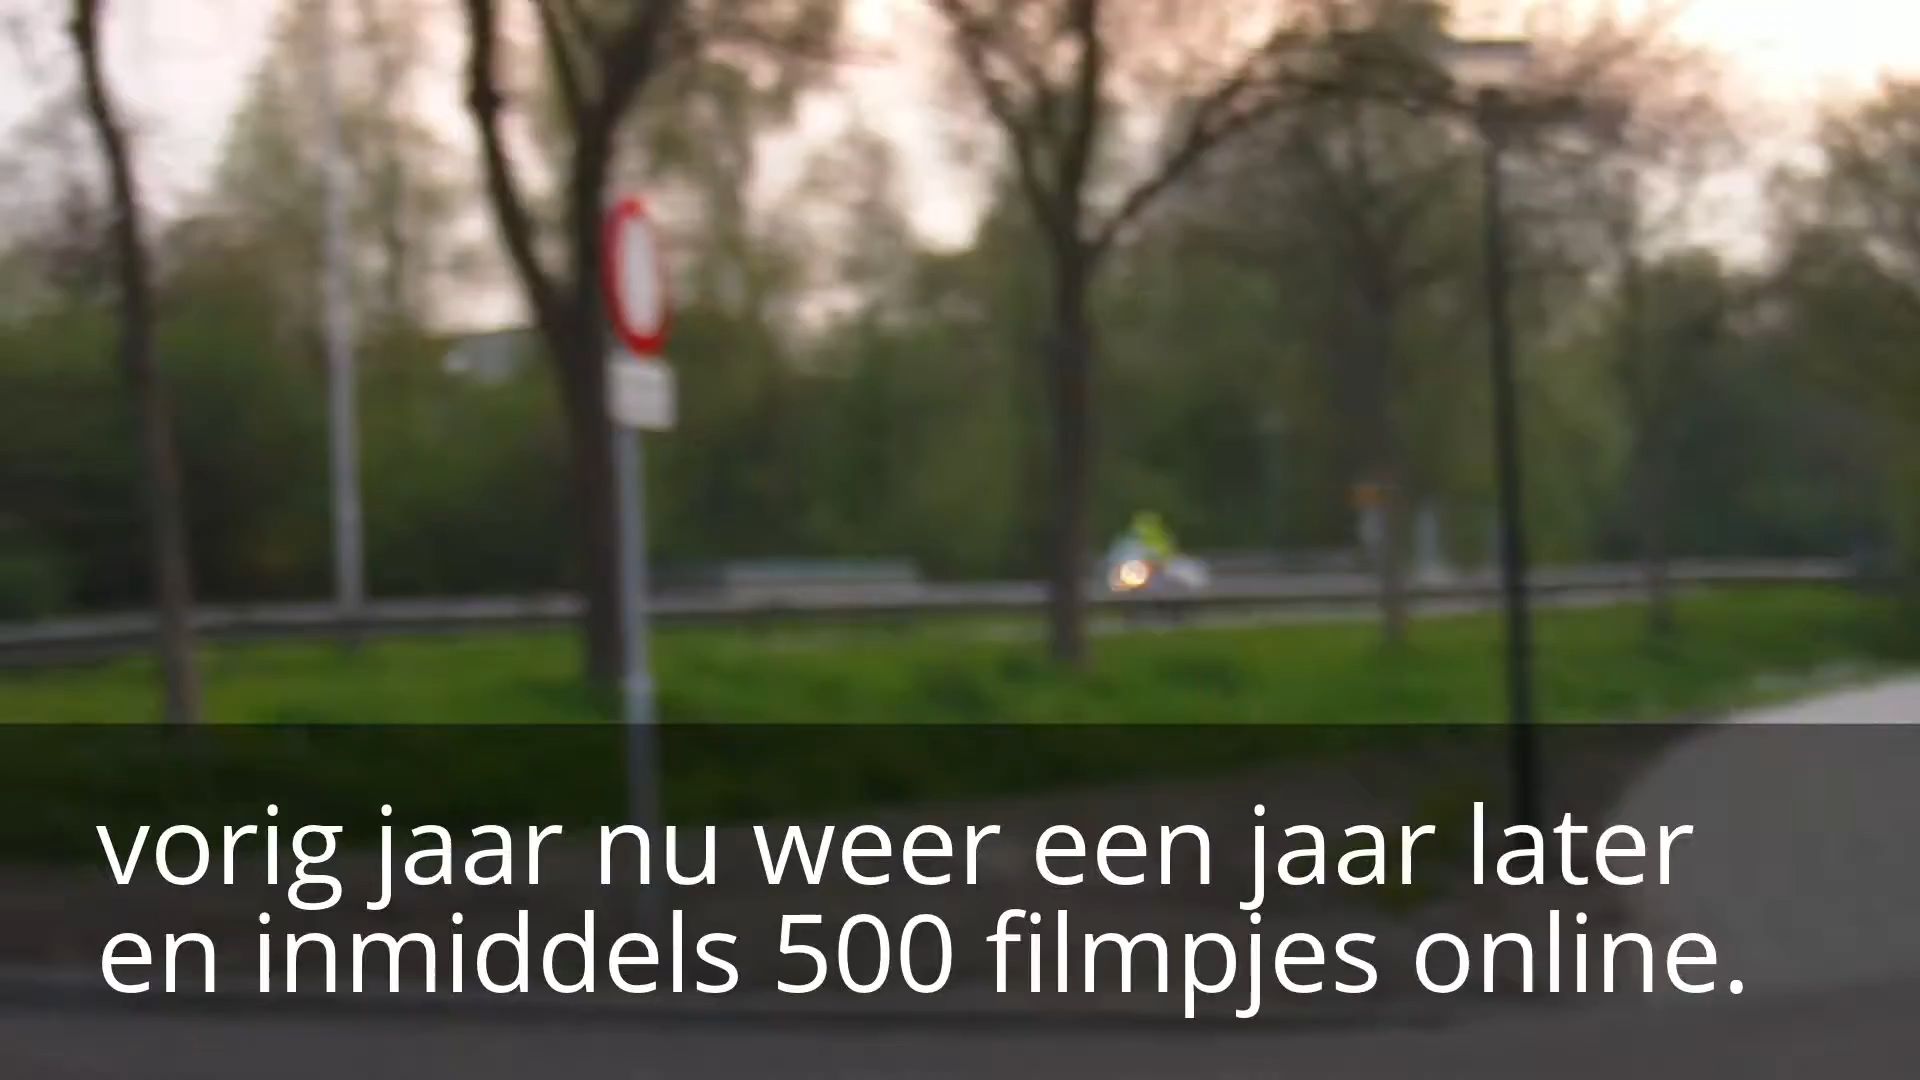 vorig jaar nu weer een jaar later
en inmiddels 500 filmpjes online.